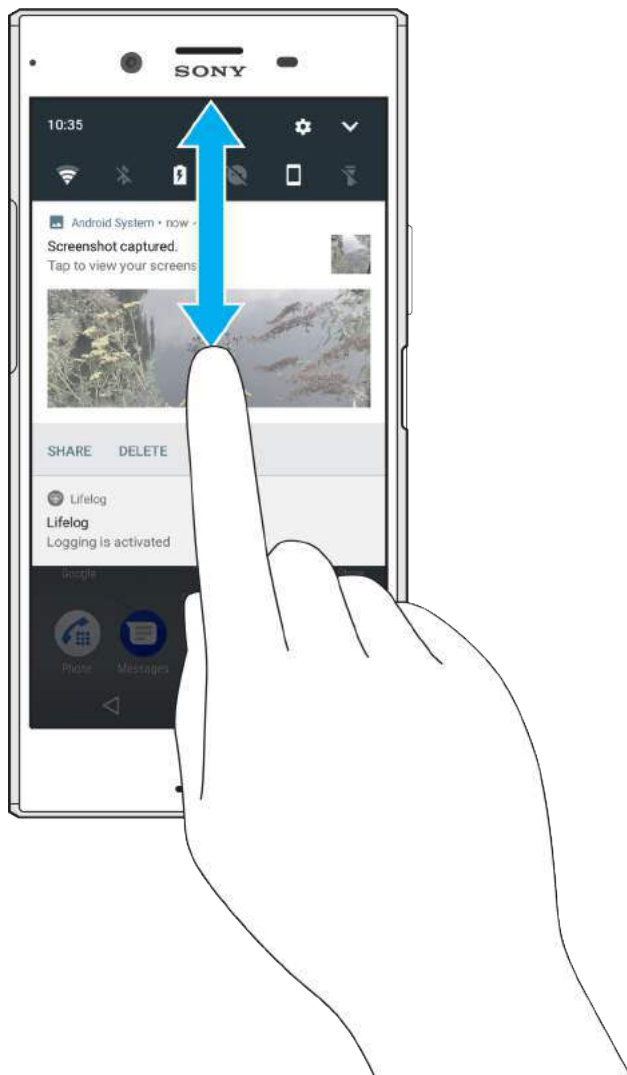 SONY
10:35
Android System • now
Screenshot captured.
Tap to view your screens
SHARE DELETE
Lifelog
Lifelog
Logging is activated
Google
Phone Messages